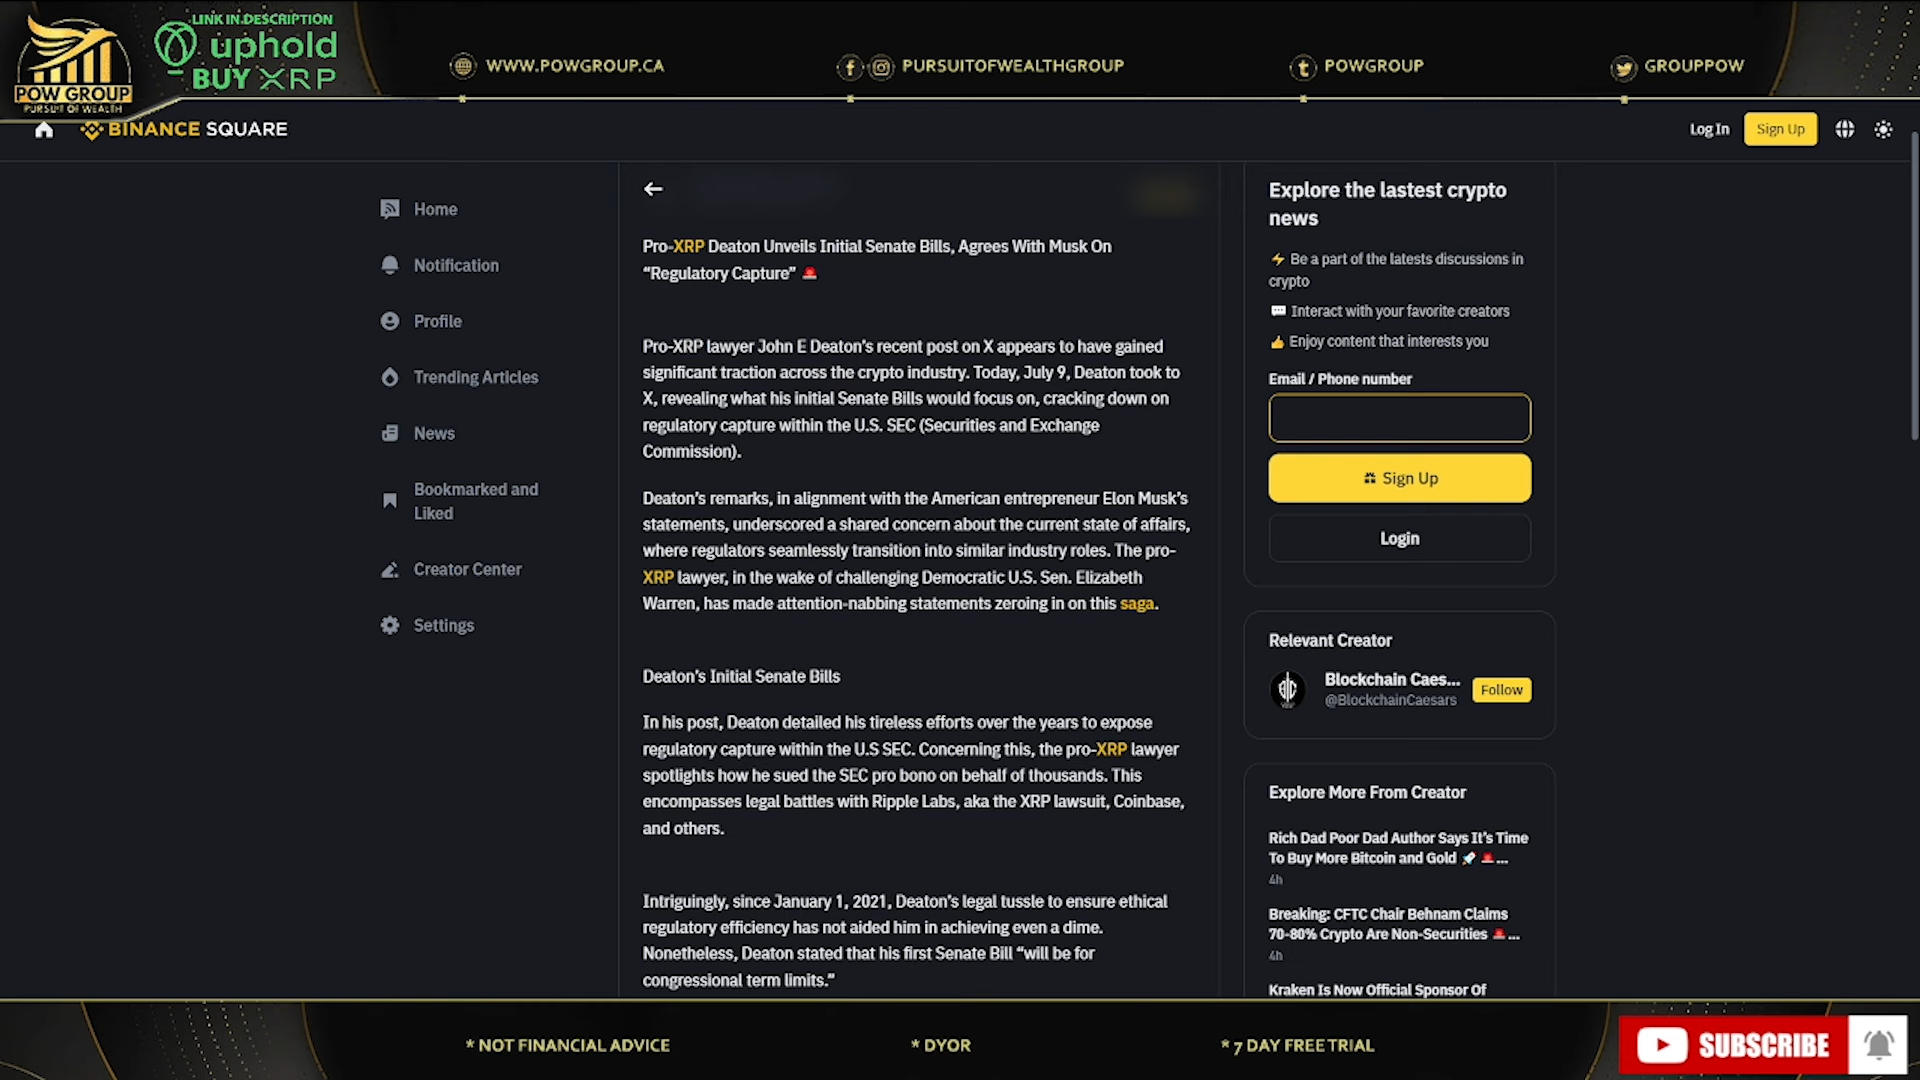 LINK IN DESCRIPTION
uphold
BUY XRP
POW GROUP
PURSUIT OF WEALTH
WWW.POWGROUP.CA
PURSUITOFWEALTHGROUP
POWGROUP
GROUPPOW
BINANCE SQUARE
Log In
Sign Up
Home
Notification
Profile
Trending Articles
News
Bookmarked and
Liked
Creator Center
Settings
Pro-XRP Deaton Unveils Initial Senate Bills, Agrees With Musk On
“Regulatory Capture” 🚨
Pro-XRP lawyer John E Deaton’s recent post on X appears to have gained
significant traction across the crypto industry. Today, July 9, Deaton took to
X, revealing what his initial Senate Bills would focus on, cracking down on
regulatory capture within the U.S. SEC (Securities and Exchange
Commission).
Deaton’s remarks, in alignment with the American entrepreneur Elon Musk’s
statements, underscored a shared concern about the current state of affairs,
where regulators seamlessly transition into similar industry roles. The pro-
XRP lawyer, in the wake of challenging Democratic U.S. Sen. Elizabeth
Warren, has made attention-nabbing statements zeroing in on this saga.
Deaton’s Initial Senate Bills
In his post, Deaton detailed his tireless efforts over the years to expose
regulatory capture within the U.S SEC. Concerning this, the pro-XRP lawyer
spotlights how he sued the SEC pro bono on behalf of thousands. This
encompasses legal battles with Ripple Labs, aka the XRP lawsuit, Coinbase,
and others.
Intriguingly, since January 1, 2021, Deaton’s legal tussle to ensure ethical
regulatory efficiency has not aided him in achieving even a dime.
Nonetheless, Deaton stated that his first Senate Bill “will be for
congressional term limits.”
Explore the lastest crypto
news
⚡ Be a part of the latests discussions in
crypto
💬 Interact with your favorite creators
👍 Enjoy content that interests you
Email / Phone number
Sign Up
Login
Relevant Creator
Blockchain Caes...
@BlockchainCaesars
Follow
Explore More From Creator
Rich Dad Poor Dad Author Says It’s Time
To Buy More Bitcoin and Gold 🚀 🚨...
4h
Breaking: CFTC Chair Behnam Claims
70-80% Crypto Are Non-Securities 🚨...
4h
Kraken Is Now Official Sponsor Of
* NOT FINANCIAL ADVICE
* DYOR
* 7 DAY FREE TRIAL
SUBSCRIBE